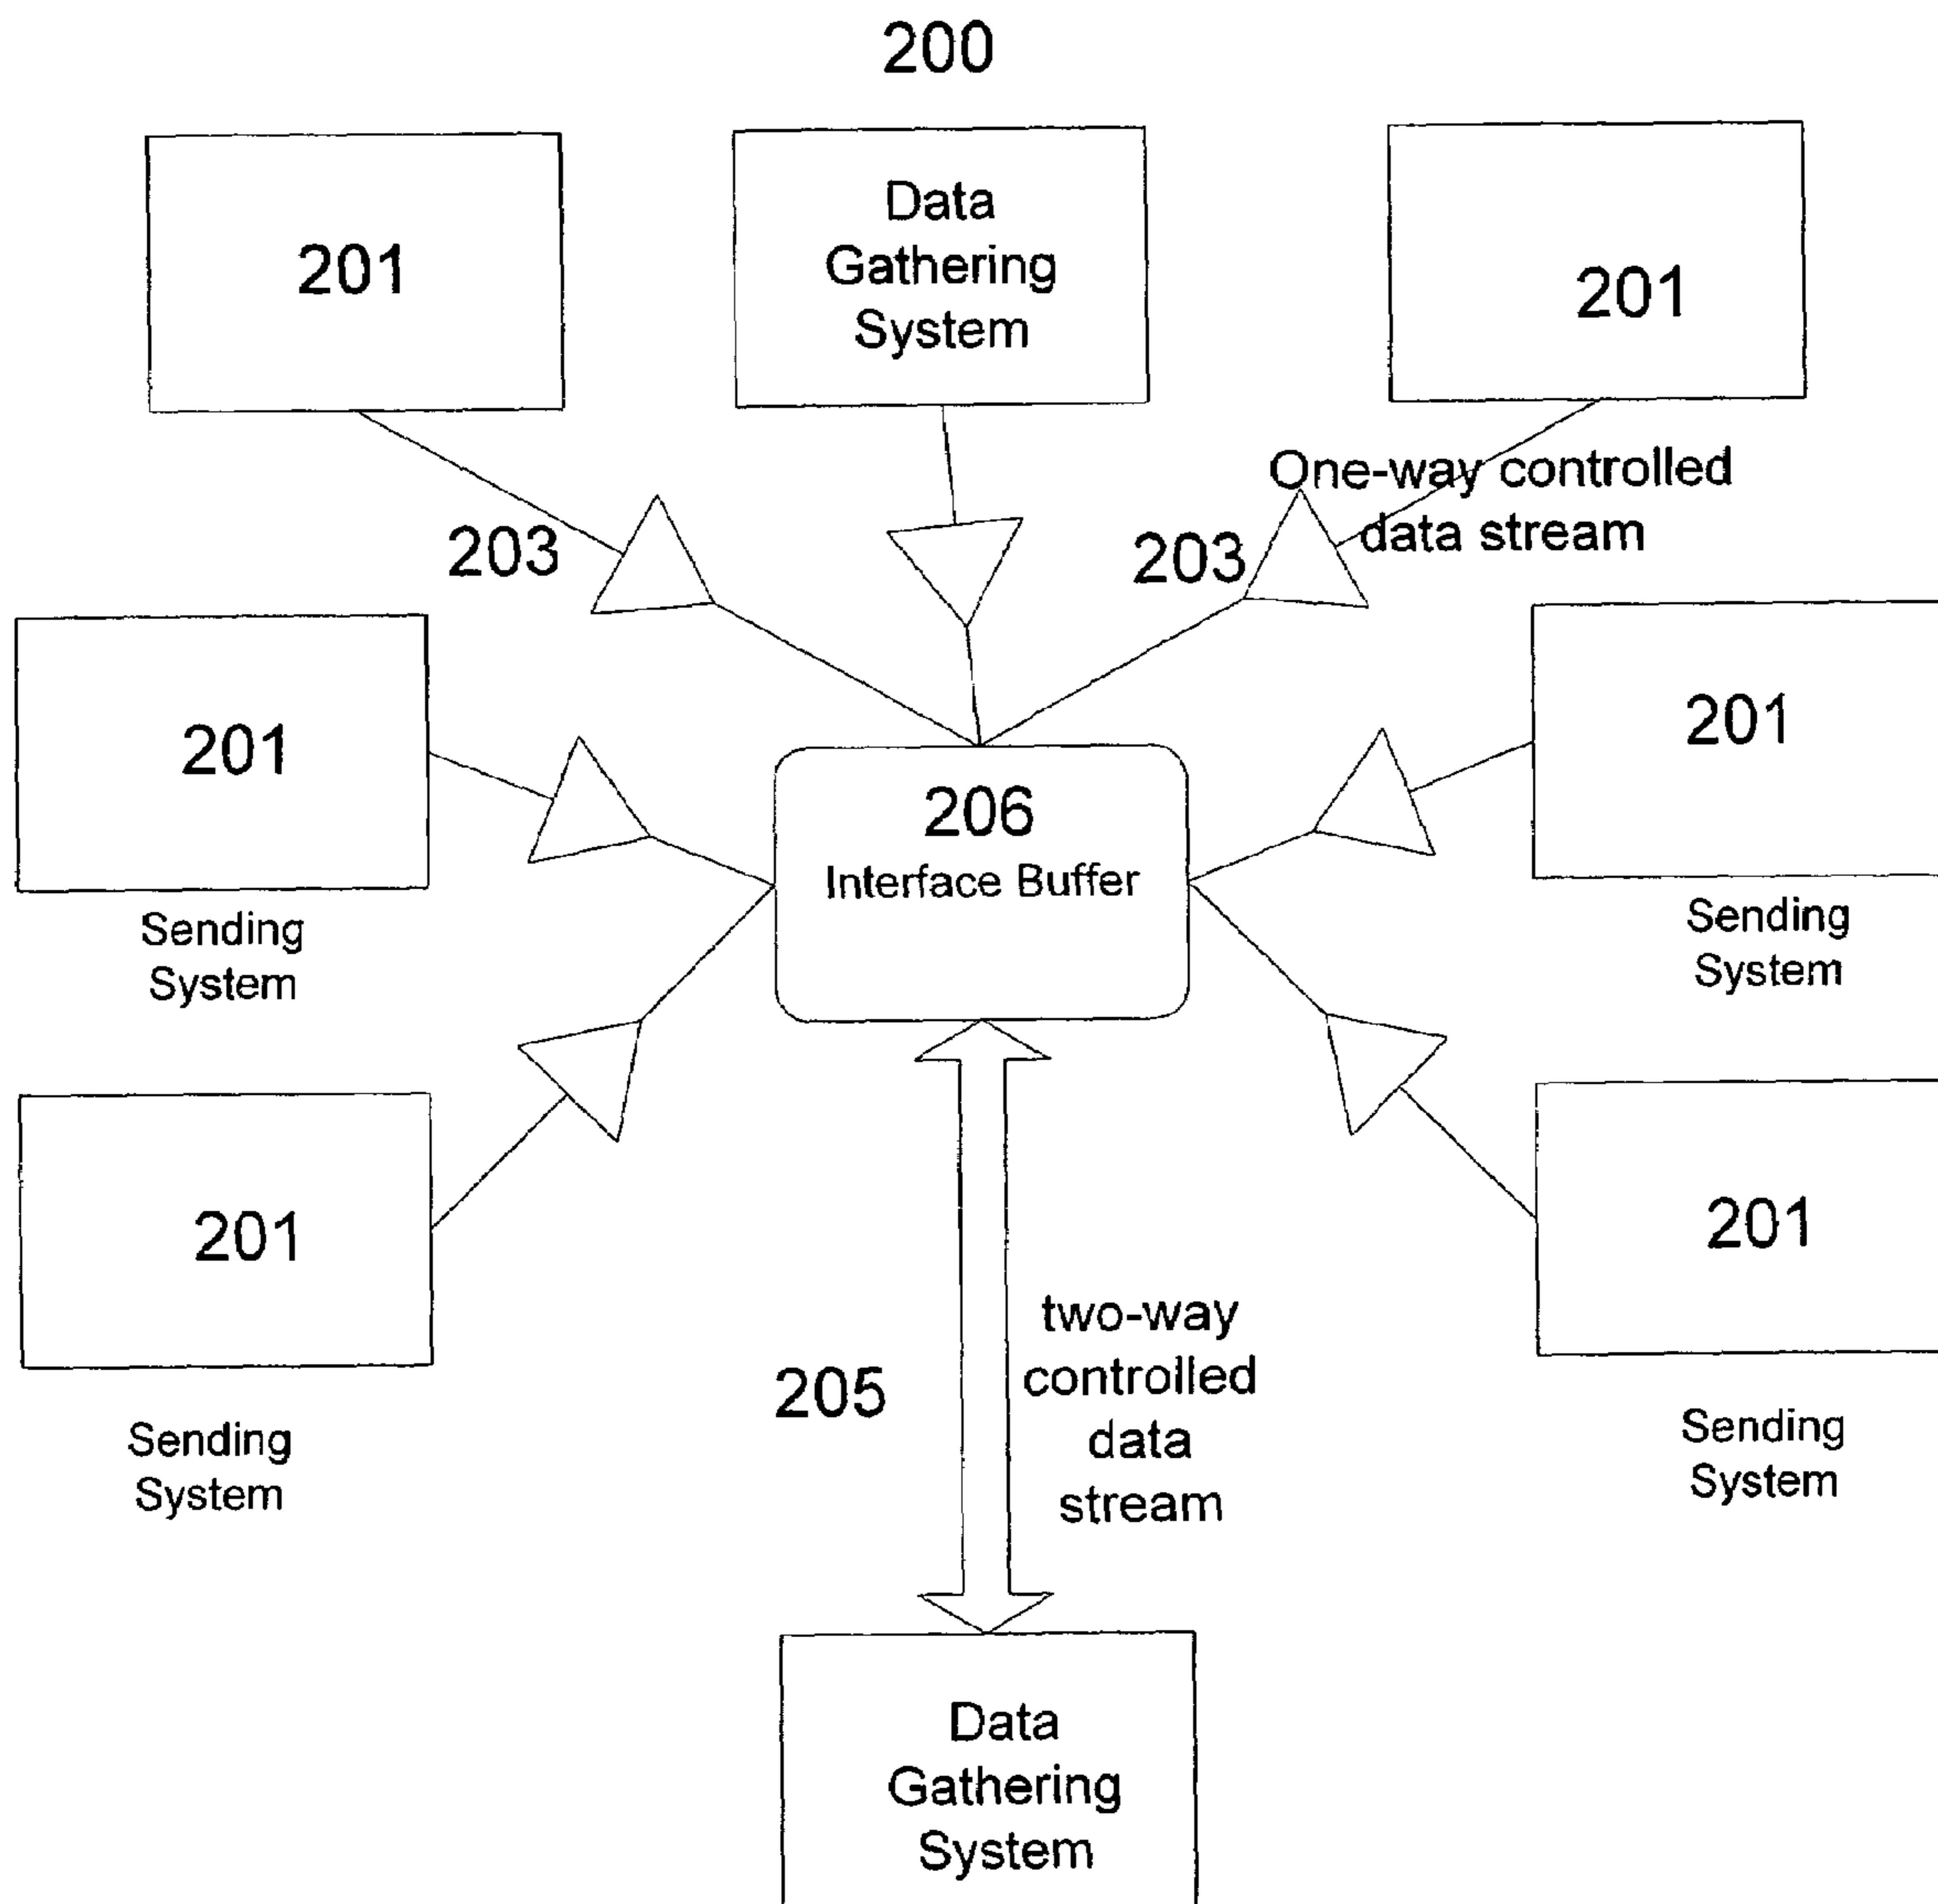 200
201
Data
Gathering
System
201
One-way controlled
data stream
203
203
201
Sending
System
206
Interface Buffer
201
Sending
System
201
Sending
System
205
two-way
controlled
data
stream
201
Sending
System
Data
Gathering
System